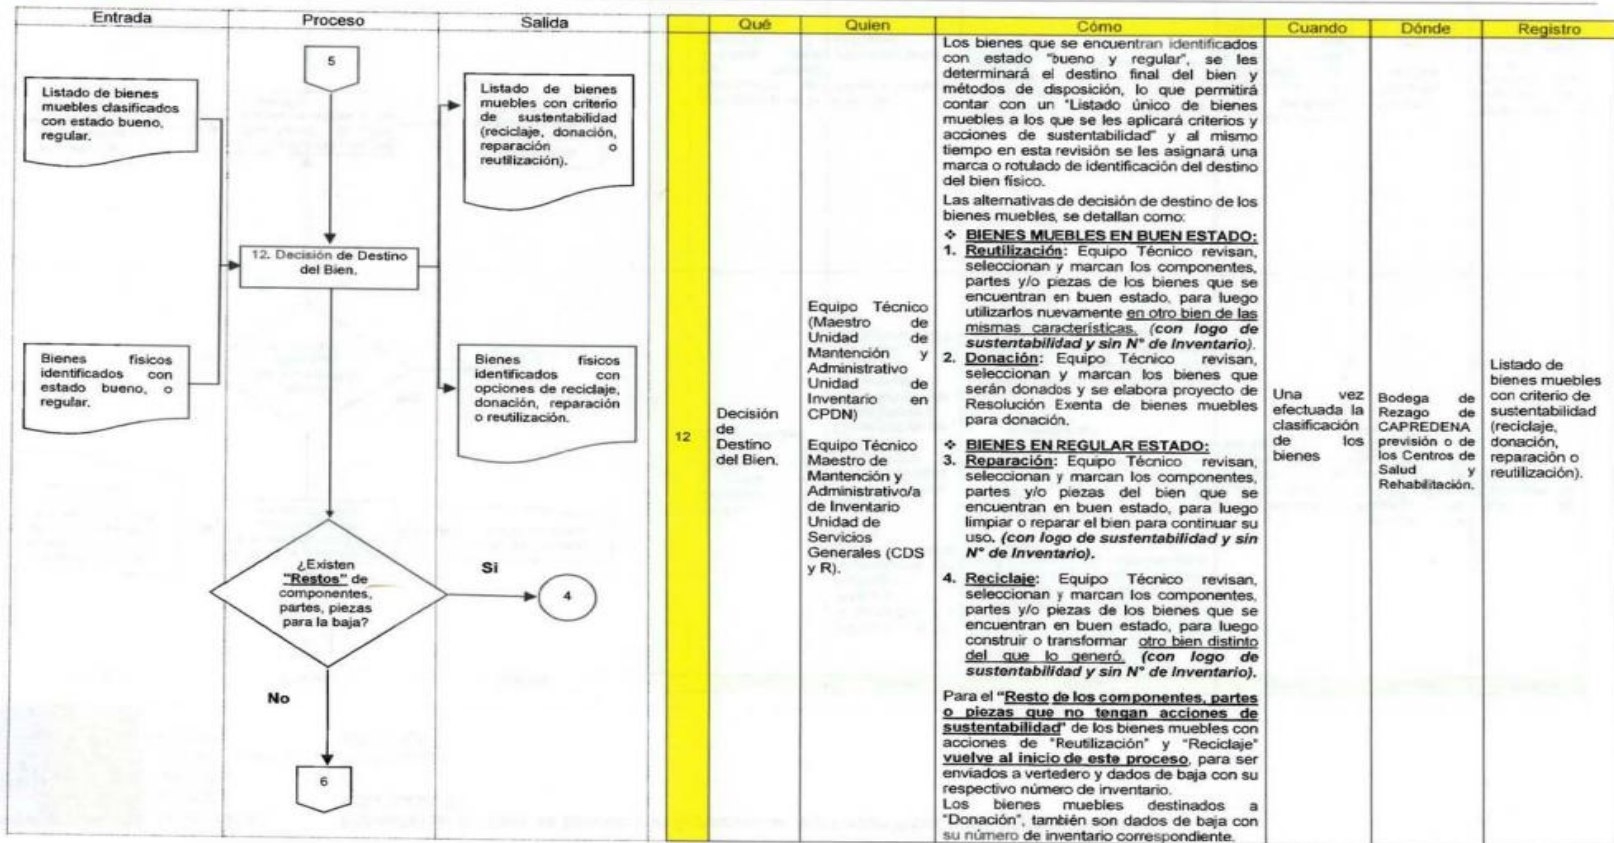 Entrada
Proceso
Salida
5
Listado de bienes
muebles clasificados
con estado bueno,
regular.
Listado de bienes
muebles con criterio
de sustentabilidad
(reciclaje, donación,
reparación o
reutilización).
12. Decisión de Destino
del Bien.
Bienes físicos
identificados con
estado bueno, o
regular.
Bienes físicos
identificados con
opciones de reciclaje,
donación, reparación
o reutilización.
¿Existen
"Restos" de
componentes,
partes, piezas
para la baja?
Si
4
No
6
Qué
Quien
Cómo
Cuando
Dónde
Registro
12
Decisión
de
Destino
del Bien.
Equipo Técnico
(Maestro de
Unidad de
Mantención y
Administrativo
Unidad de
Inventario en
CPDN)
Equipo Técnico
Maestro de
Mantención y
Administrativo/a
de Inventario
Unidad de
Servicios
Generales (CDS
y R).
Los bienes que se encuentran identificados
con estado "bueno y regular", se les
determinará el destino final del bien y
métodos de disposición, lo que permitirá
contar con un "Listado único de bienes
muebles a los que se les aplicará criterios y
acciones de sustentabilidad" y al mismo
tiempo en esta revisión se les asignará una
marca o rotulado de identificación del destino
del bien físico.
Las alternativas de decisión de destino de los
bienes muebles, se detallan como:
❖ BIENES MUEBLES EN BUEN ESTADO:
1. Reutilización: Equipo Técnico revisan,
seleccionan y marcan los componentes,
partes y/o piezas de los bienes que se
encuentran en buen estado, para luego
utilizarlos nuevamente en otro bien de las
mismas características. (con logo de
sustentabilidad y sin N° de Inventario).
2. Donación: Equipo Técnico revisan,
seleccionan y marcan los bienes que
serán donados y se elabora proyecto de
Resolución Exenta de bienes muebles
para donación.
❖ BIENES EN REGULAR ESTADO:
3. Reparación: Equipo Técnico revisan,
seleccionan y marcan los componentes,
partes y/o piezas del bien que se
encuentran en buen estado, para luego
limpiar o reparar el bien para continuar su
uso. (con logo de sustentabilidad y sin
N° de Inventario).
4. Reciclaje: Equipo Técnico revisan,
seleccionan y marcan los componentes,
partes y/o piezas de los bienes que se
encuentran en buen estado, para luego
construir o transformar otro bien distinto
del que lo generó. (con logo de
sustentabilidad y sin N° de Inventario).
Para el "Resto de los componentes, partes
o piezas que no tengan acciones de
sustentabilidad" de los bienes muebles con
acciones de "Reutilización" y "Reciclaje"
vuelve al inicio de este proceso, para ser
enviados a vertedero y dados de baja con su
respectivo número de inventario.
Los bienes muebles destinados a
"Donación", también son dados de baja con
su número de inventario correspondiente.
Una vez
efectuada la
clasificación
de los
bienes
Bodega de
Rezago de
CAPREDENA
previsión o de
los Centros de
Salud y
Rehabilitación.
Listado de
bienes muebles
con criterio de
sustentabilidad
(reciclaje,
donación,
reparación o
reutilización).